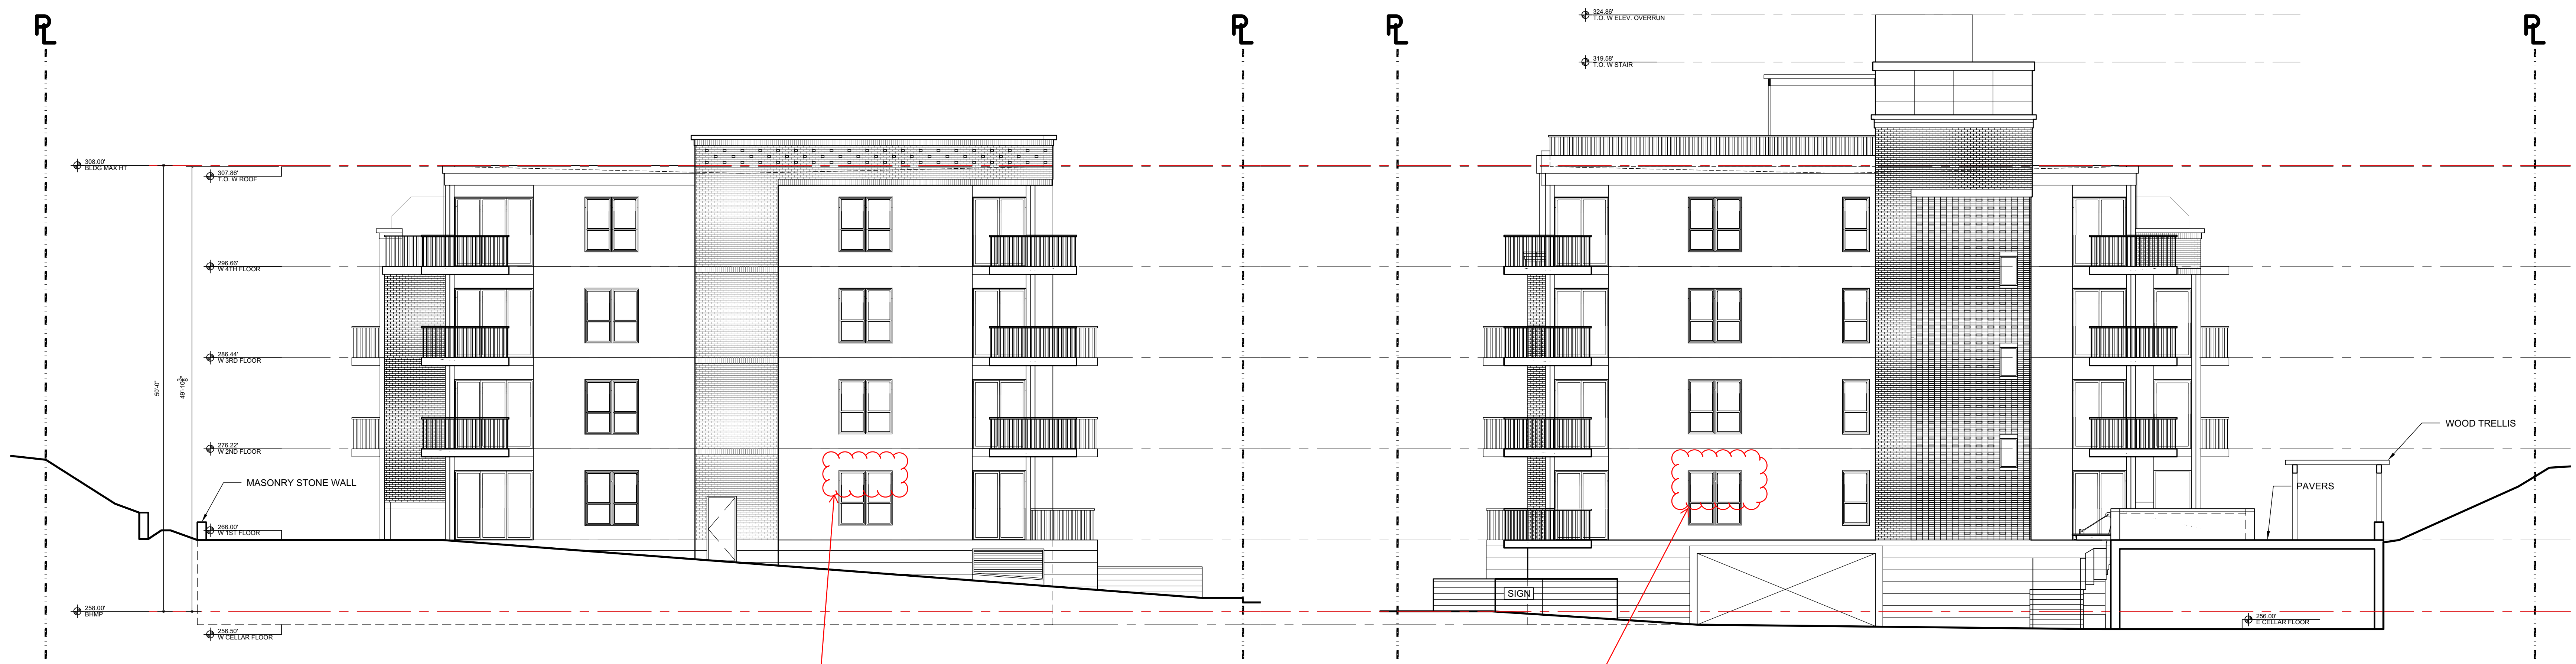 PL
PL
PL
PL
324.86'
T.O. W ELEV. OVERRUN
319.58'
T.O. W STAIR
308.00'
BLDG MAX HT
307.86'
T.O. W ROOF
296.66'
W 4TH FLOOR
286.44'
W 3RD FLOOR
50'-0"
276.22'
W 2ND FLOOR
WOOD TRELLIS
MASONRY STONE WALL
PAVERS
266.00'
W 1ST FLOOR
SIGN
258.00'
BHMP
256.50'
W CELLAR FLOOR
256.00'
E CELLAR FLOOR